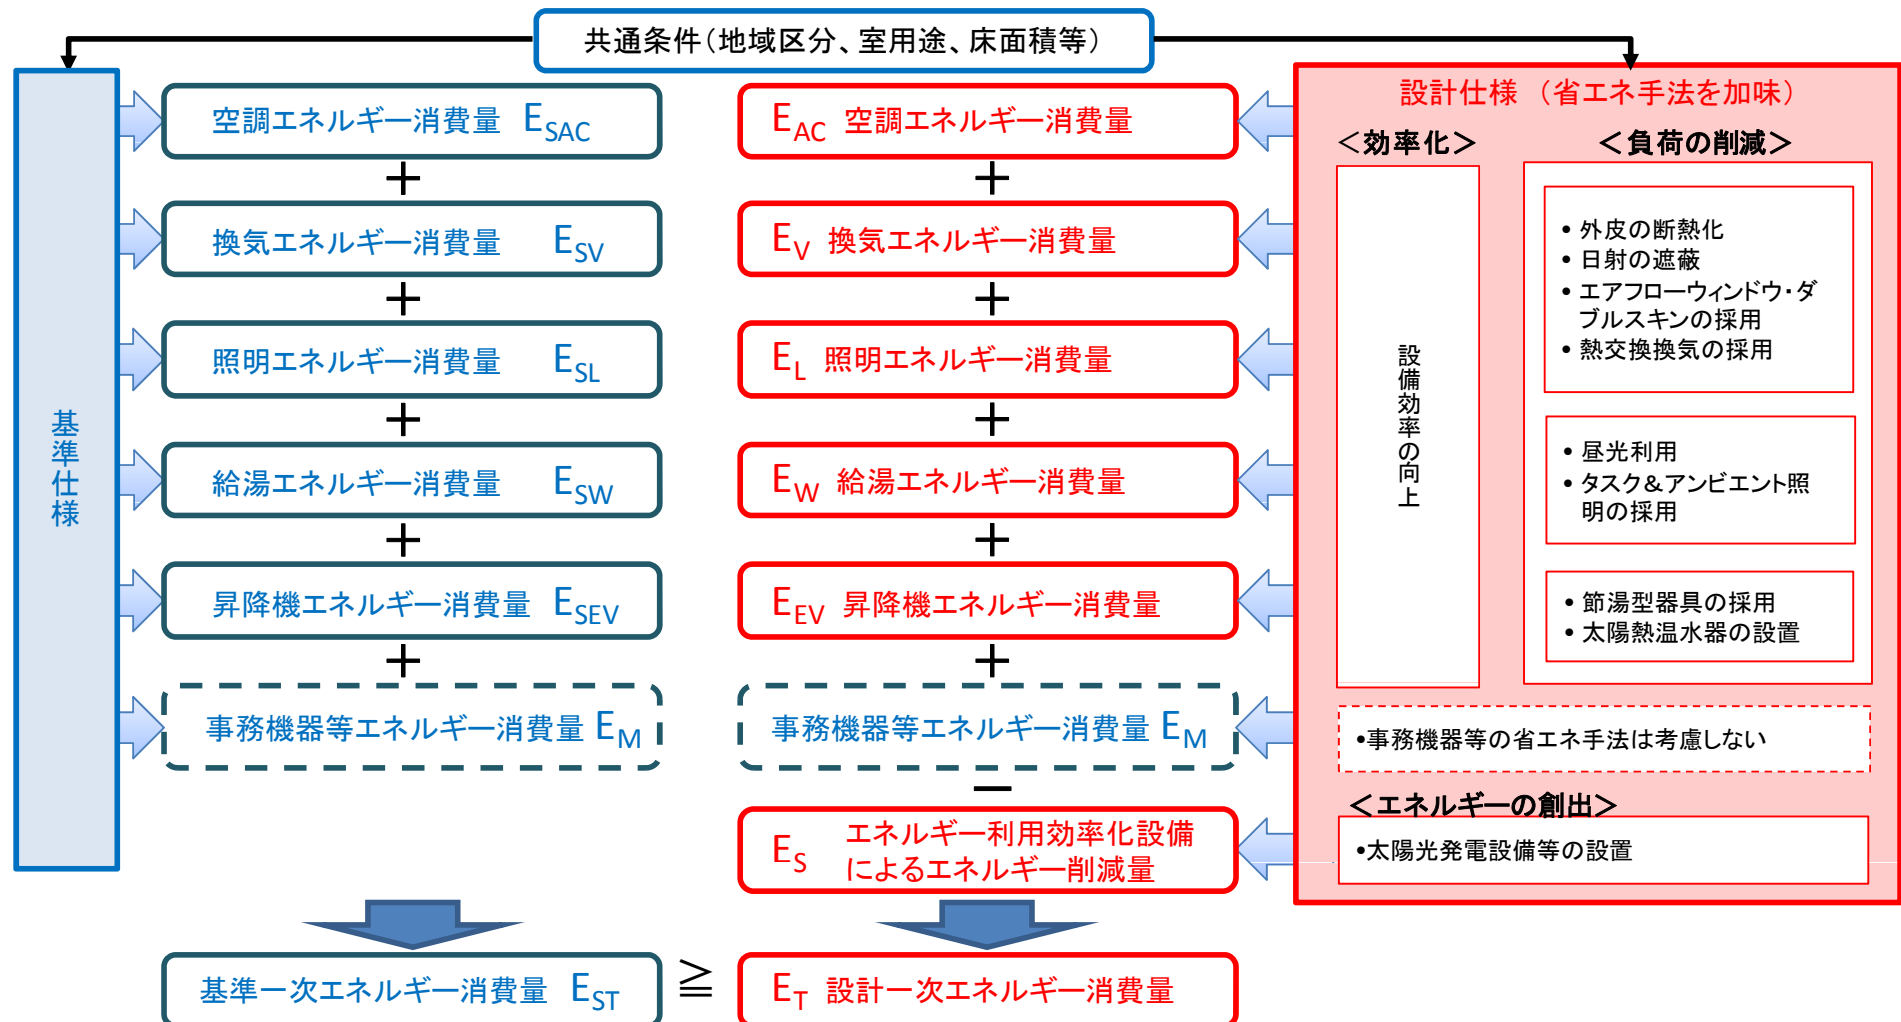 共通条件（地域区分、室用途、床面積等）
基準仕様
空調エネルギー消費量 ESAC
＋
換気エネルギー消費量 ESV
＋
照明エネルギー消費量 ESL
＋
給湯エネルギー消費量 ESW
＋
昇降機エネルギー消費量 ESEV
＋
事務機器等エネルギー消費量 EM
基準一次エネルギー消費量 EST
≧
EAC 空調エネルギー消費量
＋
EV 換気エネルギー消費量
＋
EL 照明エネルギー消費量
＋
EW 給湯エネルギー消費量
＋
EEV 昇降機エネルギー消費量
＋
事務機器等エネルギー消費量 EM
－
ES エネルギー利用効率化設備
によるエネルギー削減量
ET 設計一次エネルギー消費量
設計仕様 （省エネ手法を加味）
＜効率化＞
設備効率の向上
＜負荷の削減＞
• 外皮の断熱化
• 日射の遮蔽
• エアフローウィンドウ・ダ
ブルスキンの採用
• 熱交換換気の採用
• 昼光利用
• タスク＆アンビエント照
明の採用
• 節湯型器具の採用
• 太陽熱温水器の設置
•事務機器等の省エネ手法は考慮しない
＜エネルギーの創出＞
•太陽光発電設備等の設置